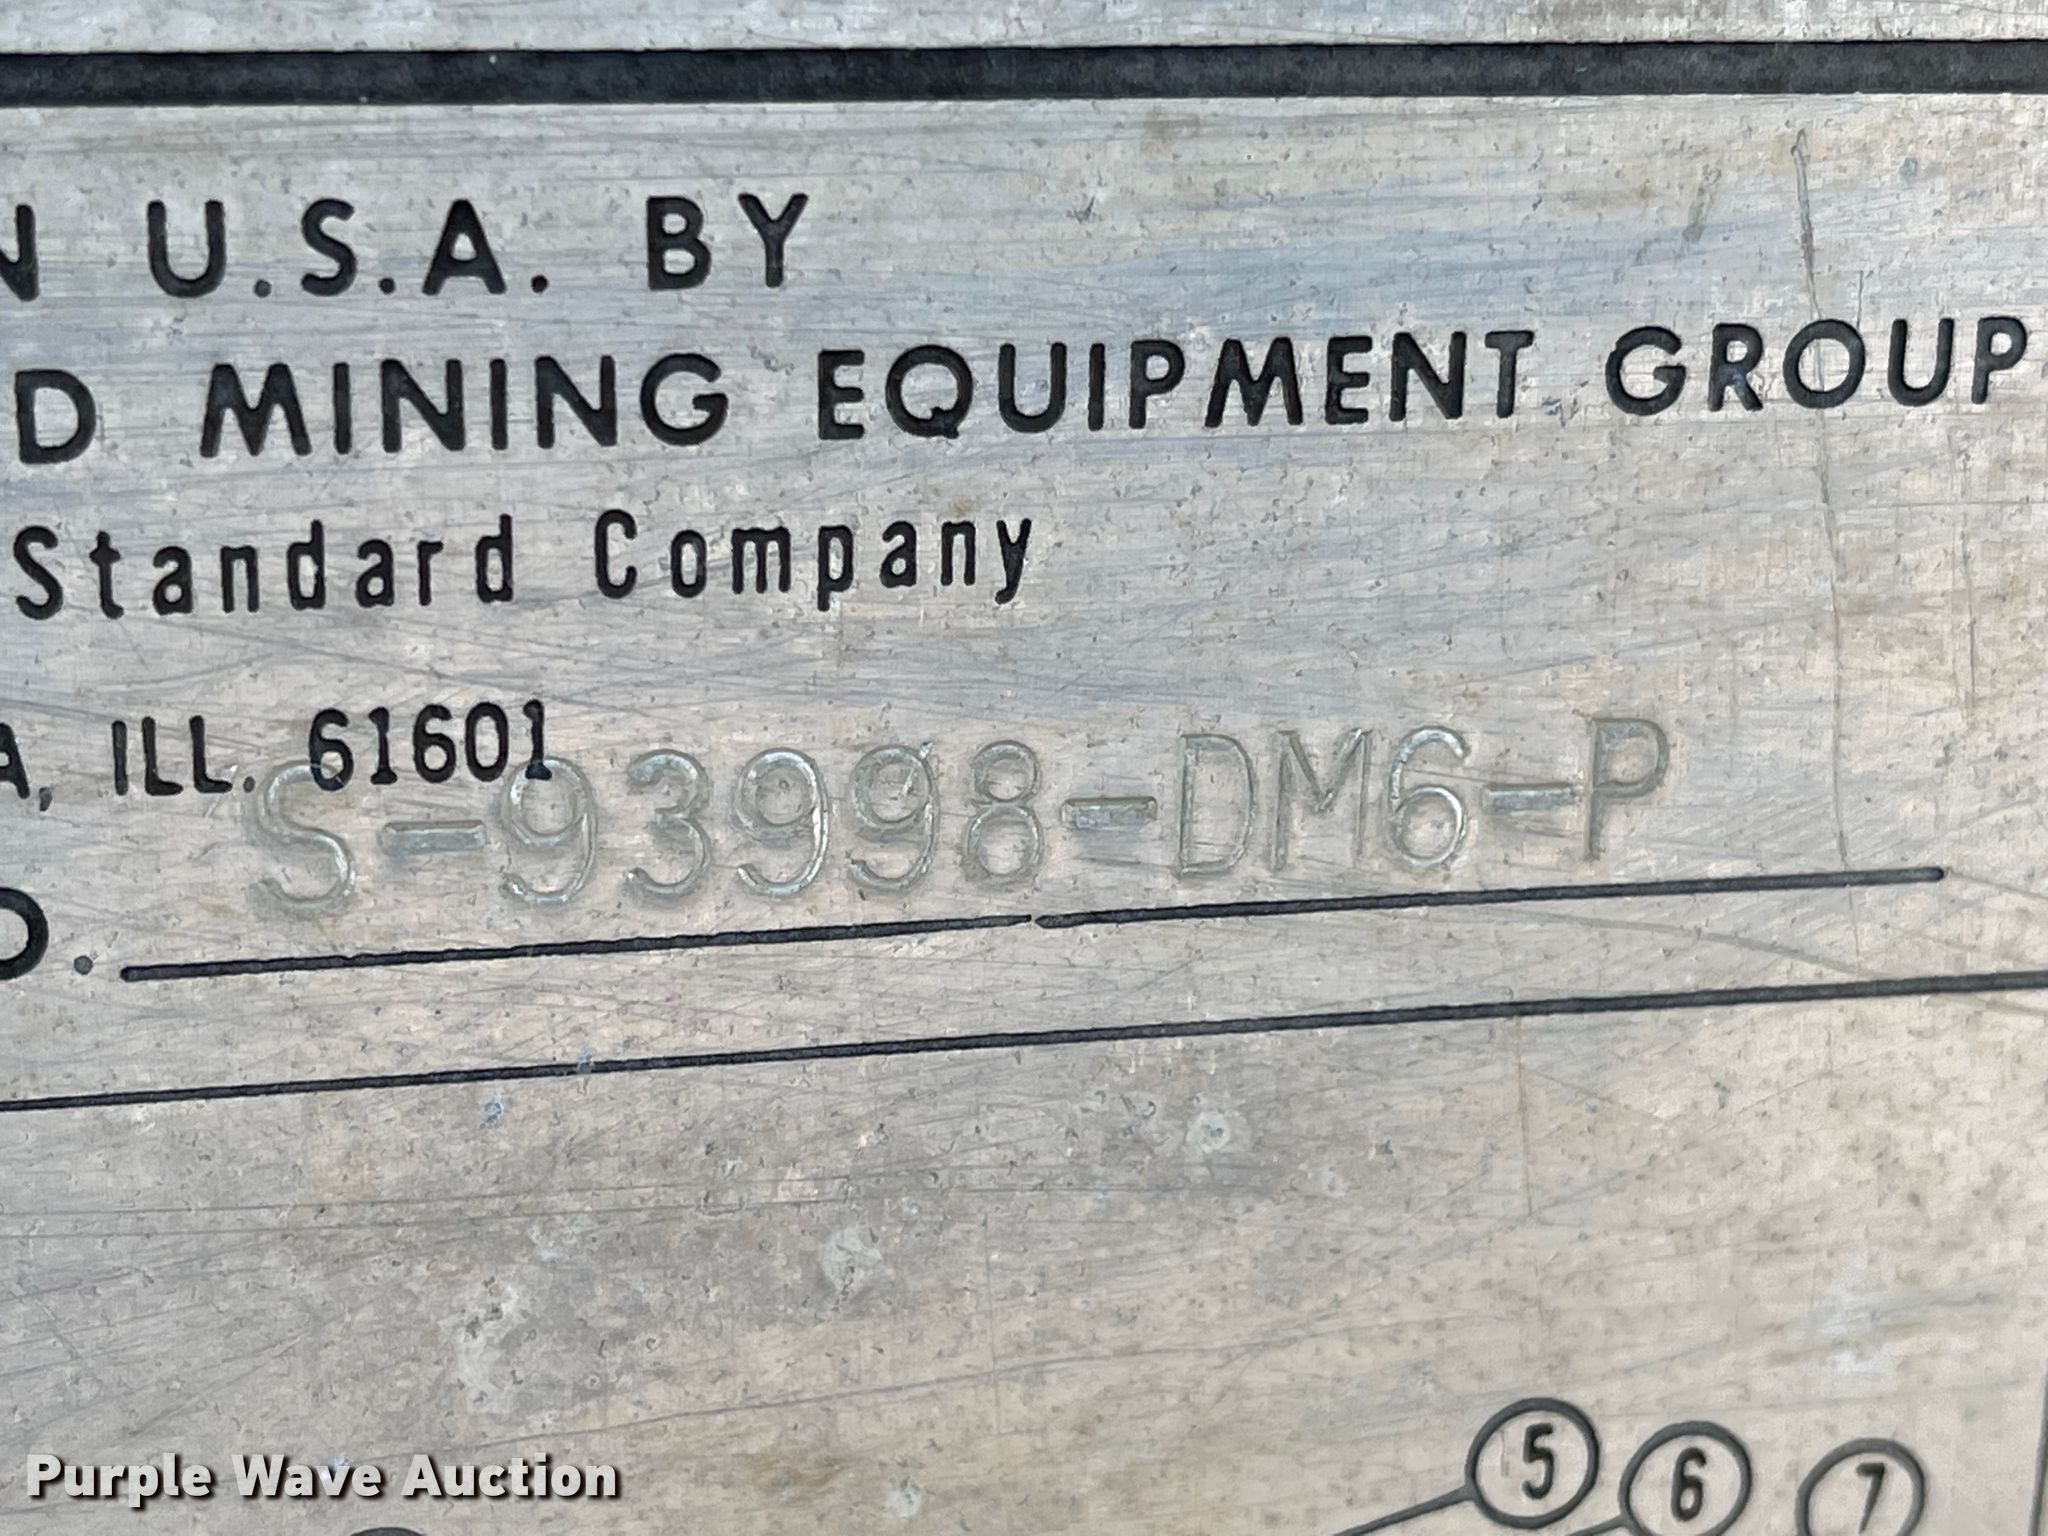 N U.S.A. BY
D MINING EQUIPMENT GROUP
Standard Company
A, ILL. 61601
O. S-93998-DM6-P
5 6 7
Purple Wave Auction